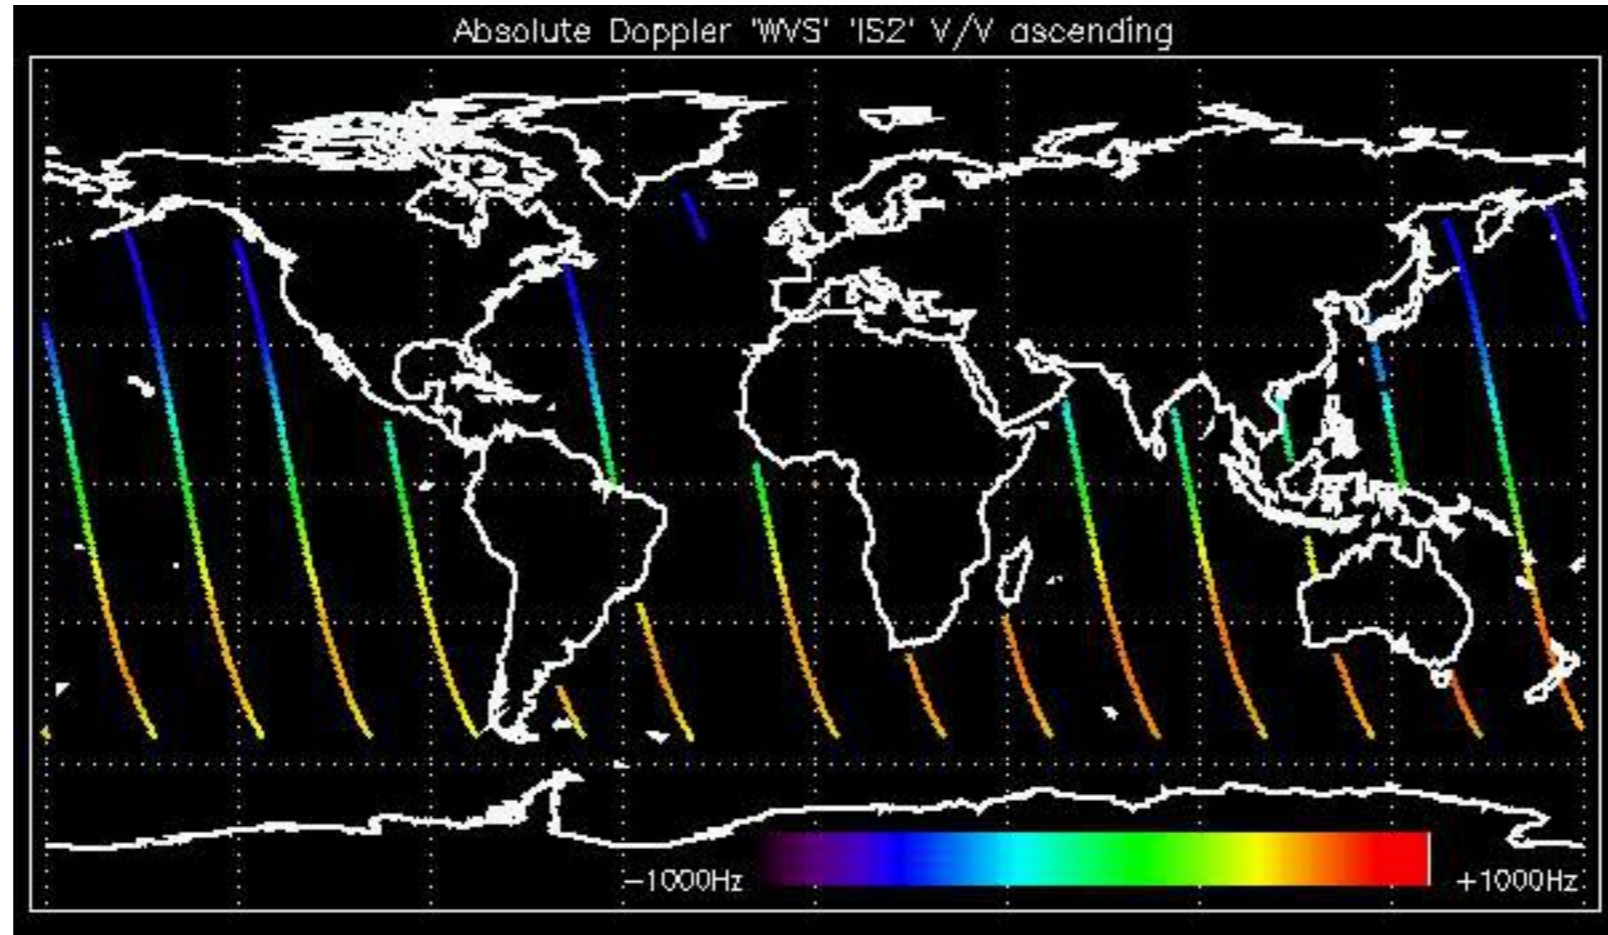 Absolute Doppler 'WVS' 'IS2' V/V ascending
−1000Hz +1000Hz